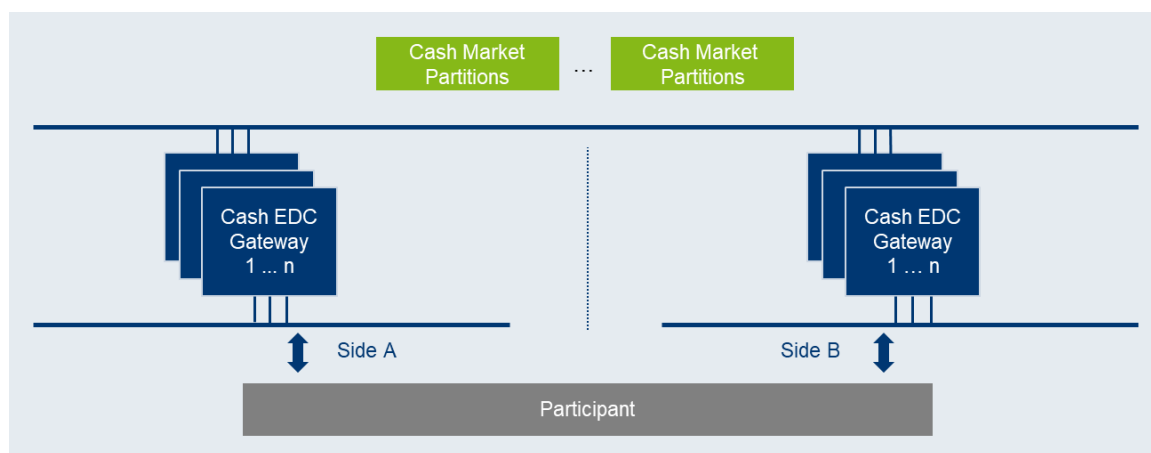 Cash Market
Partitions
...
Cash Market
Partitions
Cash EDC
Gateway
1 ... n
Cash EDC
Gateway
1 … n
Side A
Side B
Participant